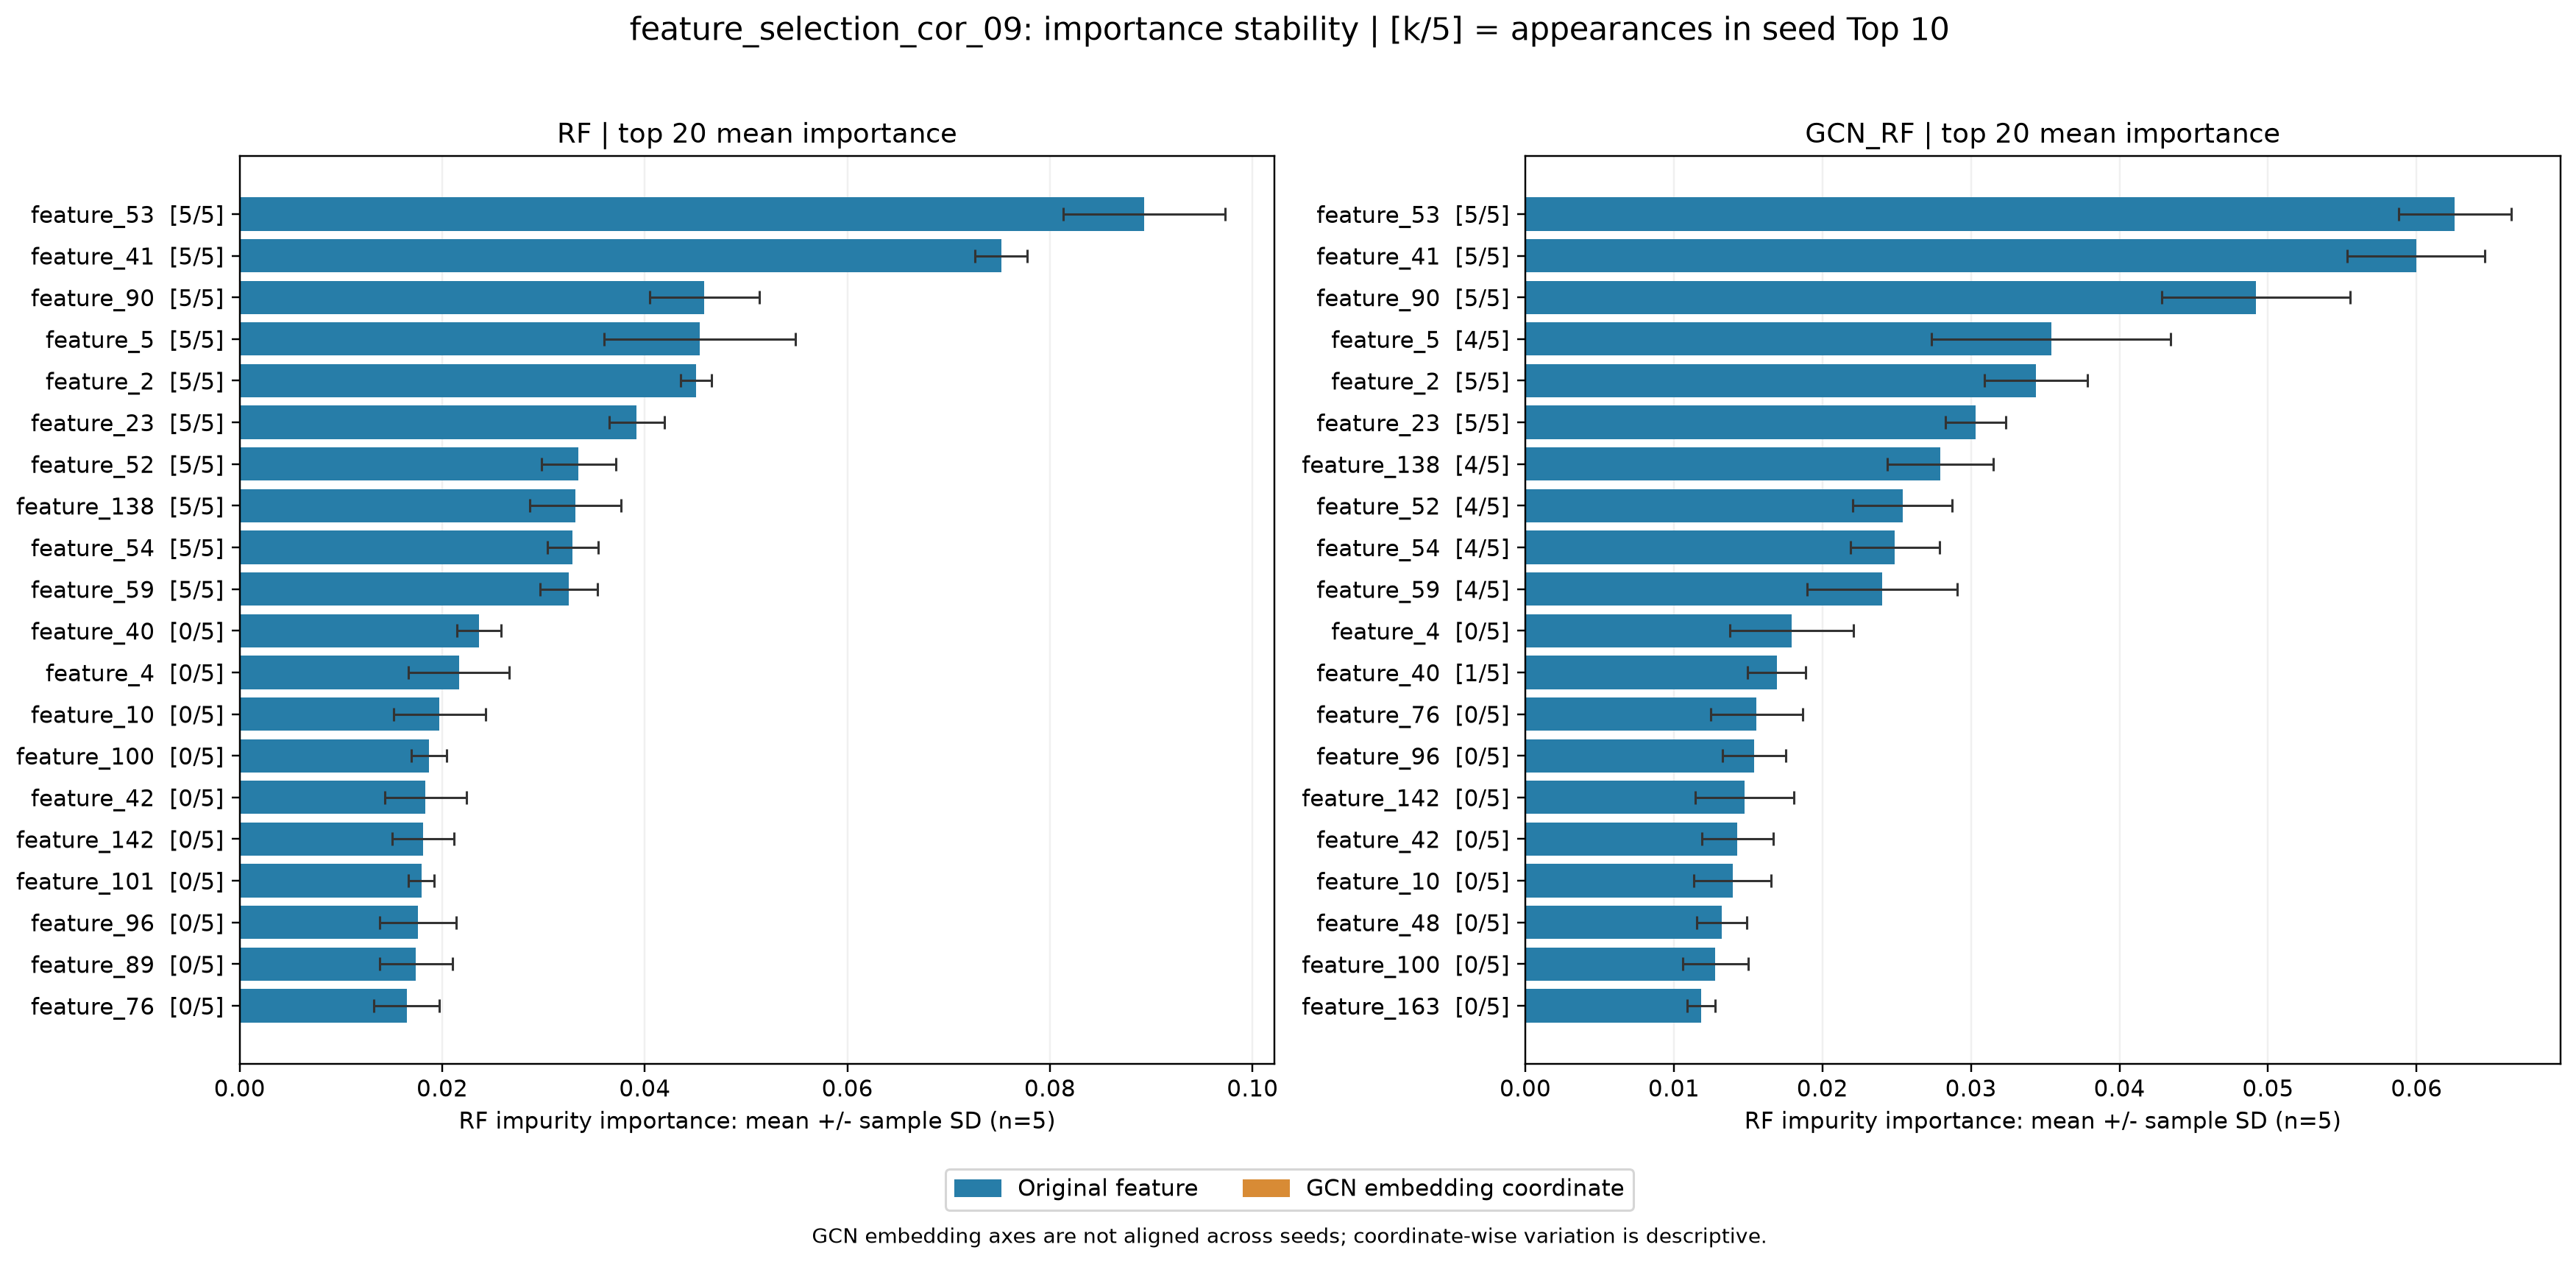 feature_selection_cor_09: importance stability | [k/5] = appearances in seed Top 10
RF | top 20 mean importance
feature_53 [5/5]
feature_41 [5/5]
feature_90 [5/5]
feature_5 [5/5]
feature_2 [5/5]
feature_23 [5/5]
feature_52 [5/5]
feature_138 [5/5]
feature_54 [5/5]
feature_59 [5/5]
feature_40 [0/5]
feature_4 [0/5]
feature_10 [0/5]
feature_100 [0/5]
feature_42 [0/5]
feature_142 [0/5]
feature_101 [0/5]
feature_96 [0/5]
feature_89 [0/5]
feature_76 [0/5]
0.00 0.02 0.04 0.06 0.08 0.10
RF impurity importance: mean +/- sample SD (n=5)
GCN_RF | top 20 mean importance
feature_53 [5/5]
feature_41 [5/5]
feature_90 [5/5]
feature_5 [4/5]
feature_2 [5/5]
feature_23 [5/5]
feature_138 [4/5]
feature_52 [4/5]
feature_54 [4/5]
feature_59 [4/5]
feature_4 [0/5]
feature_40 [1/5]
feature_76 [0/5]
feature_96 [0/5]
feature_142 [0/5]
feature_42 [0/5]
feature_10 [0/5]
feature_48 [0/5]
feature_100 [0/5]
feature_163 [0/5]
0.00 0.01 0.02 0.03 0.04 0.05 0.06
RF impurity importance: mean +/- sample SD (n=5)
Original feature GCN embedding coordinate
GCN embedding axes are not aligned across seeds; coordinate-wise variation is descriptive.